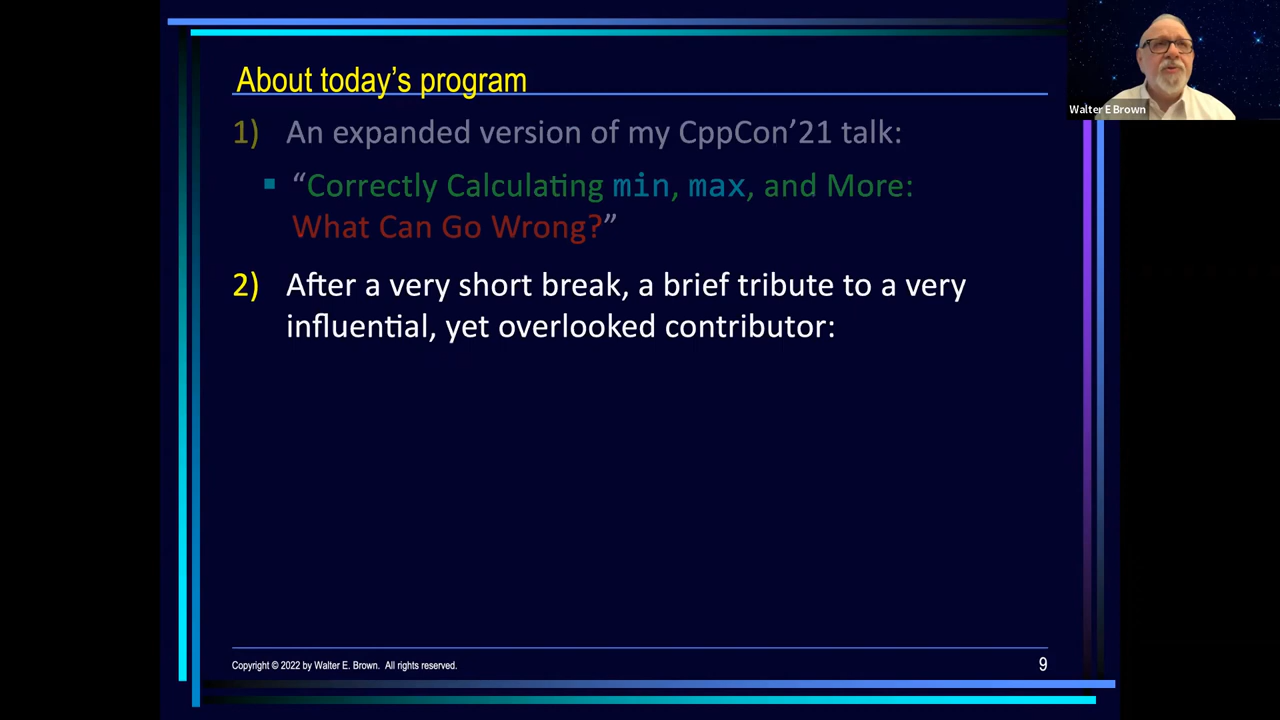 About today’s program
Walter E Brown
1) An expanded version of my CppCon’21 talk:
▪ “Correctly Calculating min, max, and More:
What Can Go Wrong?”
2) After a very short break, a brief tribute to a very
influential, yet overlooked contributor:
Copyright © 2022 by Walter E. Brown. All rights reserved.
9